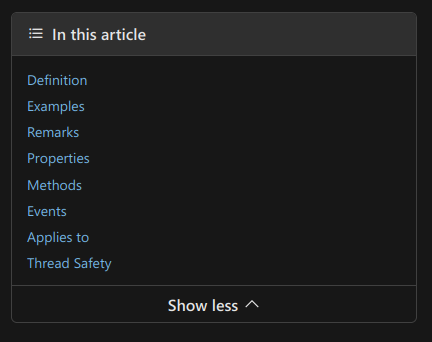 In this article
Definition
Examples
Remarks
Properties
Methods
Events
Applies to
Thread Safety
Show less